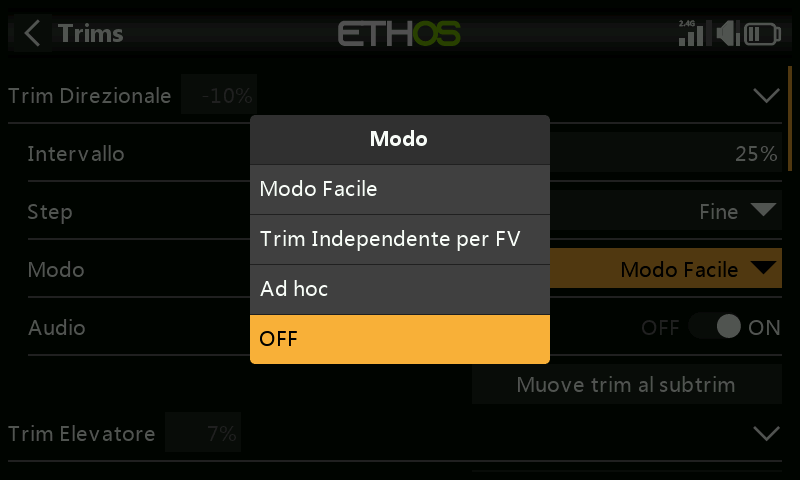 Trims
ETHOS
2.4G
Trim Direzionale -10%
Modo
Intervallo 25%
Modo Facile
Step Fine
Trim Independente per FV
Modo Modo Facile
Ad hoc
Audio OFF ON
OFF
Muove trim al subtrim
Trim Elevatore 7%